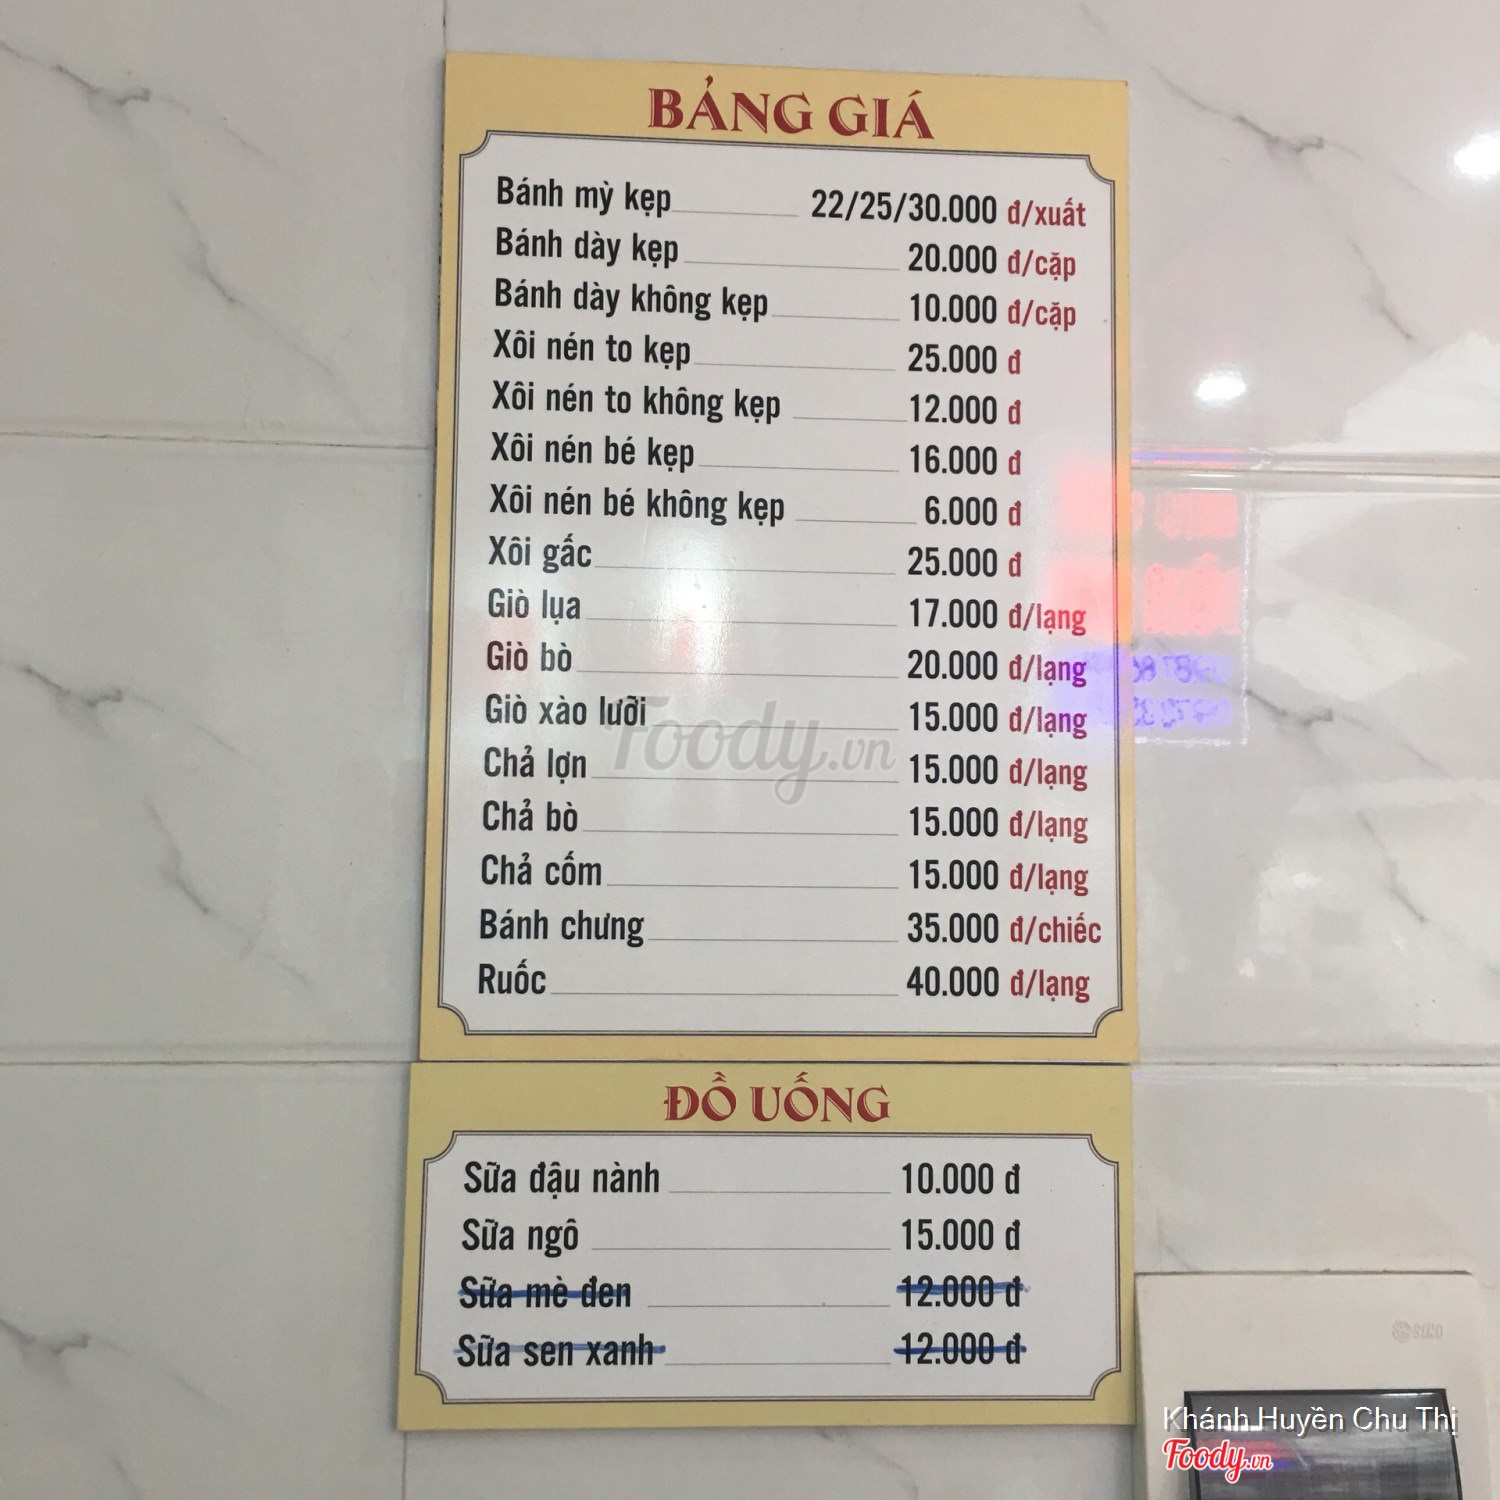 BẢNG GIÁ
Bánh mỳ kẹp 22/25/30.000 đ/xuất
Bánh dày kẹp 20.000 đ/cặp
Bánh dày không kẹp 10.000 đ/cặp
Xôi nén to kẹp 25.000 đ
Xôi nén to không kẹp 12.000 đ
Xôi nén bé kẹp 16.000 đ
Xôi nén bé không kẹp 6.000 đ
Xôi gấc 25.000 đ
Giò lụa 17.000 đ/lạng
Giò bò 20.000 đ/lạng
Giò xào lưỡi 15.000 đ/lạng
Foody.vn
Chả lợn 15.000 đ/lạng
Chả bò 15.000 đ/lạng
Chả cốm 15.000 đ/lạng
Bánh chưng 35.000 đ/chiếc
Ruốc 40.000 đ/lạng
ĐỒ UỐNG
Sữa đậu nành 10.000 đ
Sữa ngô 15.000 đ
Sữa mè đen 12.000 đ
Sữa sen xanh 12.000 đ
Khánh Huyền Chu Thị
Foody.vn